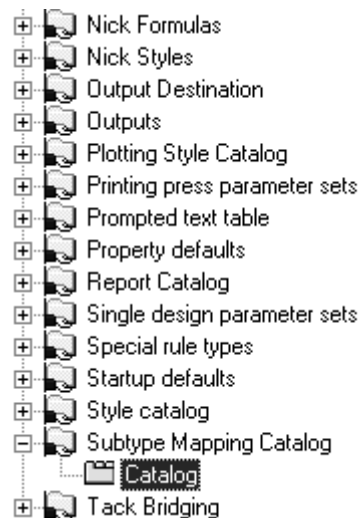 Nick Formulas
Nick Styles
Output Destination
Outputs
Plotting Style Catalog
Printing press parameter sets
Prompted text table
Property defaults
Report Catalog
Single design parameter sets
Special rule types
Startup defaults
Style catalog
Subtype Mapping Catalog
Catalog
Tack Bridging